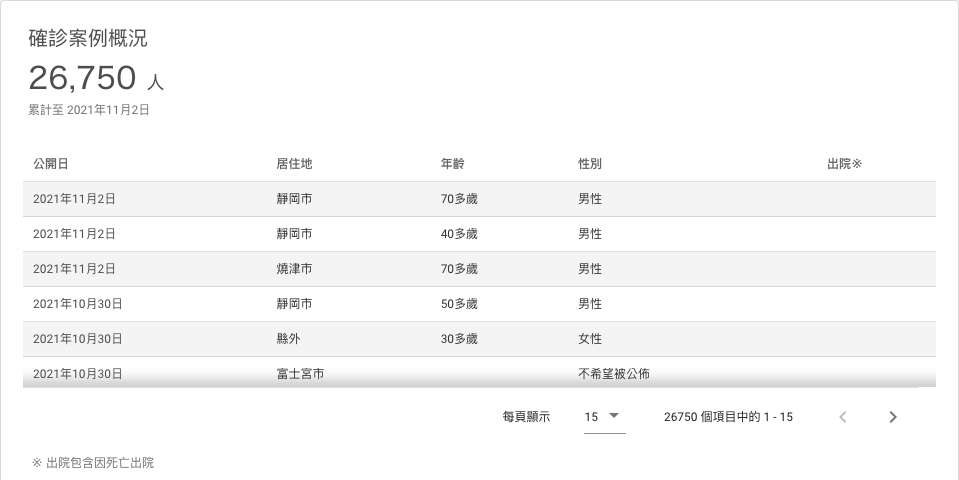 確診案例概況
26,750 人
累計至 2021年11月2日
公開日 居住地 年齡 性別 出院※
2021年11月2日 靜岡市 70多歲 男性
2021年11月2日 靜岡市 40多歲 男性
2021年11月2日 燒津市 70多歲 男性
2021年10月30日 靜岡市 50多歲 男性
2021年10月30日 縣外 30多歲 女性
2021年10月30日 富士宮市 不希望被公佈
每頁顯示 15 26750 個項目中的 1 - 15
※ 出院包含因死亡出院